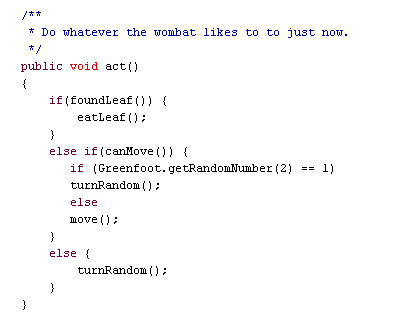 /**
* Do whatever the wombat likes to to just now.
*/
public void act()
{
if(foundLeaf()) {
eatLeaf();
}
else if(canMove()) {
if (Greenfoot.getRandomNumber(2) == 1)
turnRandom();
else
move();
}
else {
turnRandom();
}
}